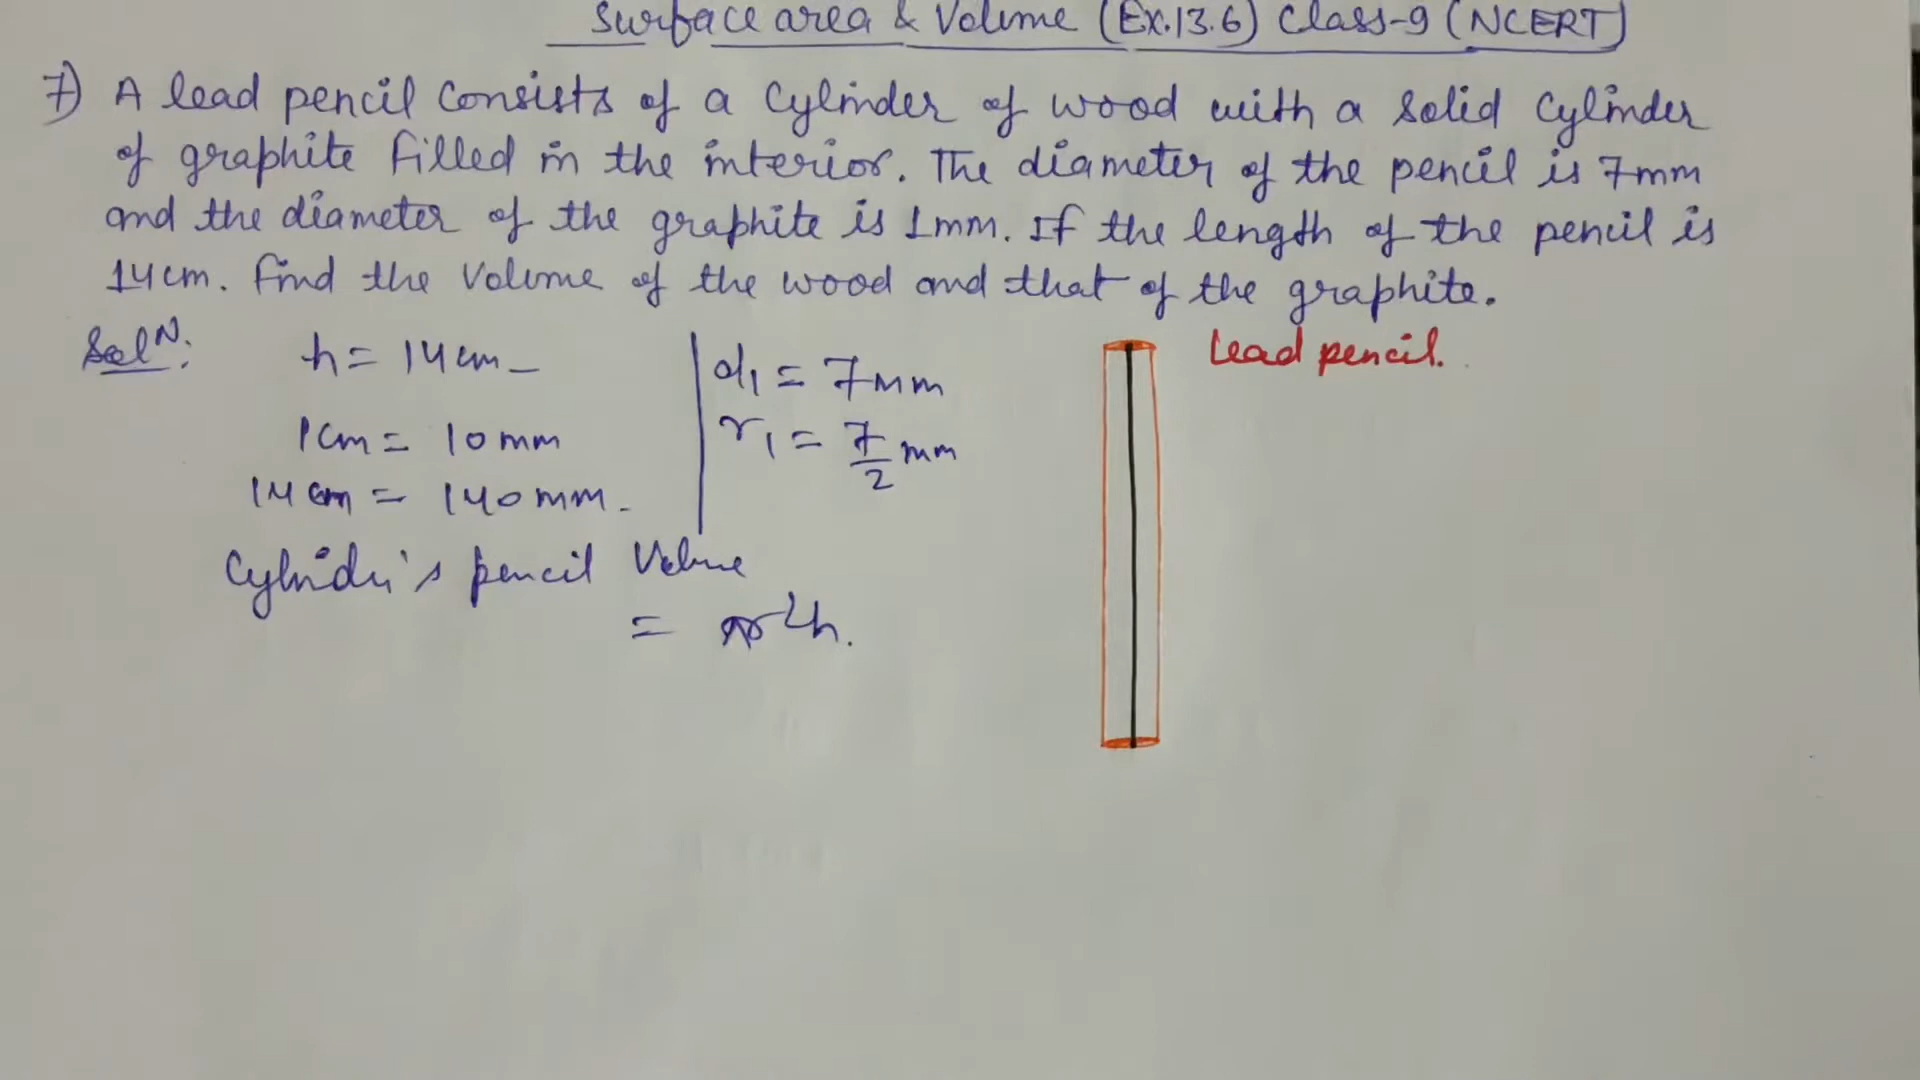 Surface area & Volume (Ex.13.6) Class-9 (NCERT)
7) A lead pencil consists of a cylinder of wood with a solid cylinder
of graphite filled in the interior. The diameter of the pencil is 7mm
and the diameter of the graphite is 1mm. If the length of the pencil is
14cm. find the volume of the wood and that of the graphite.
Solⁿ: h = 14cm
1cm = 10mm
14cm = 140mm.
d₁ = 7mm
r₁ = 7/2 mm
Cylinder's pencil Volume
= πr²h.
Lead pencil.